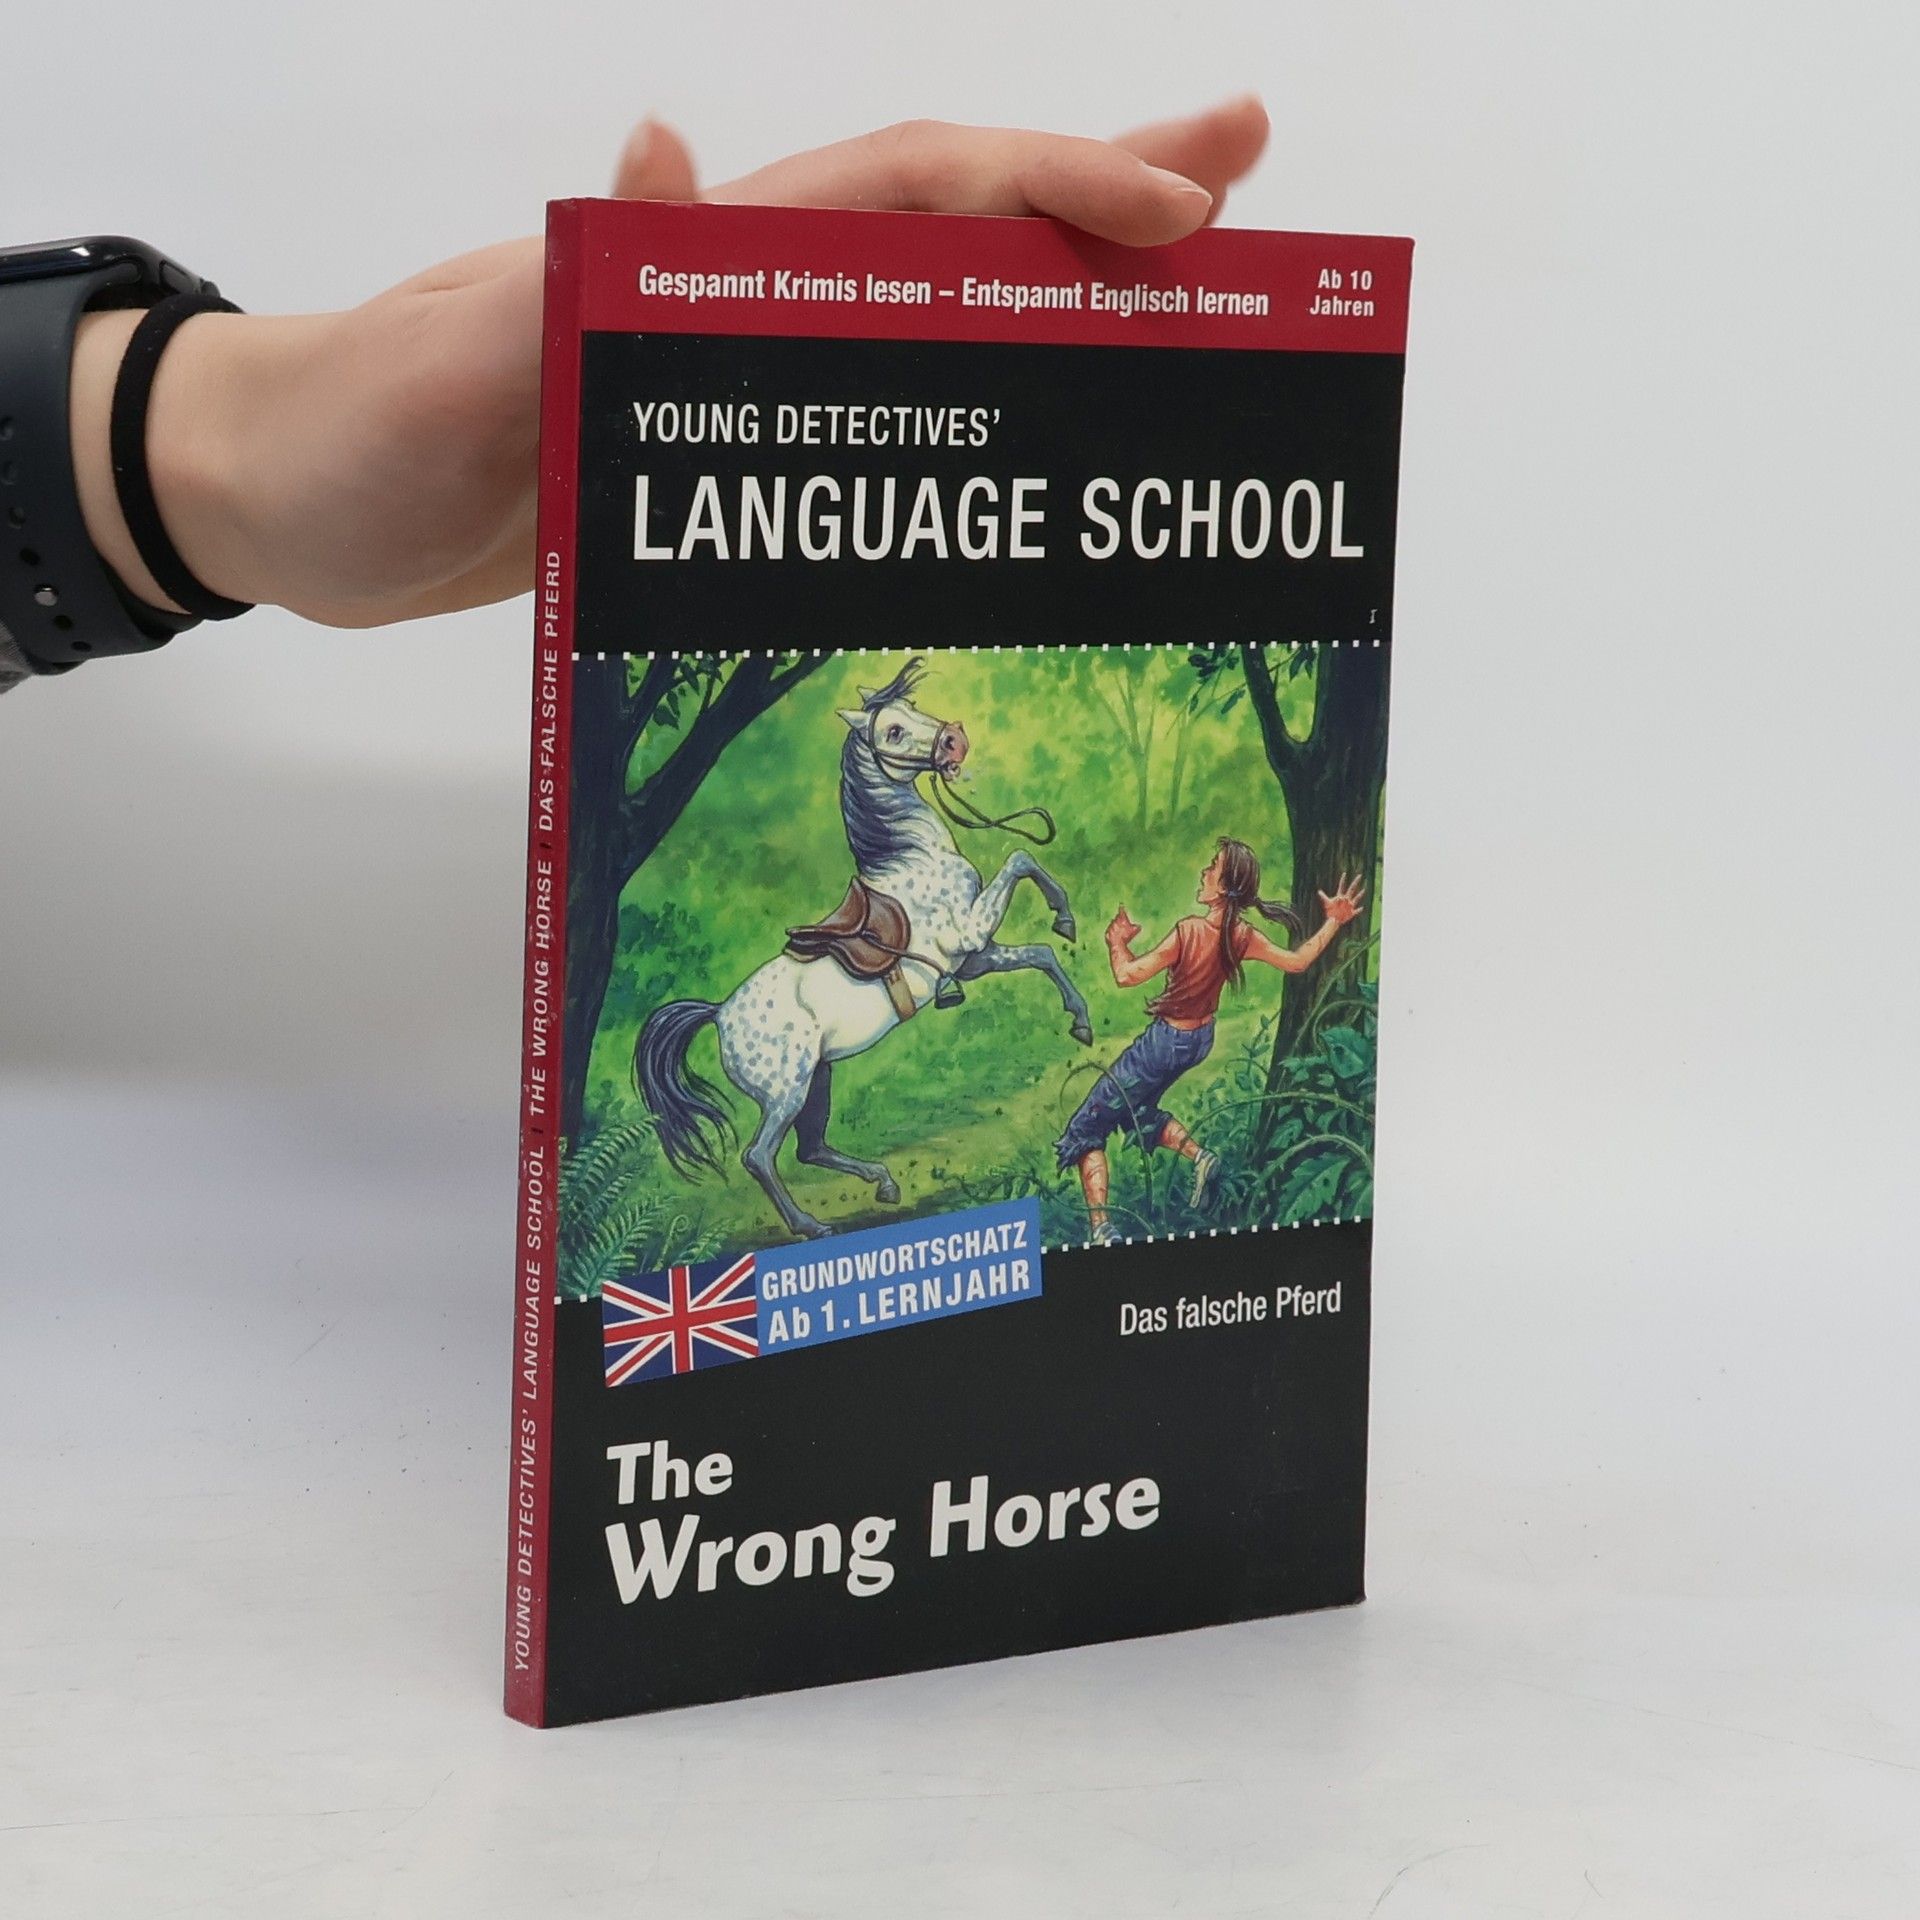 Gespannt Krimis lesen – Entspannt Englisch lernen
Ab 10
Jahren
YOUNG DETECTIVES’
LANGUAGE SCHOOL
GRUNDWORTSCHATZ
Ab 1. LERNJAHR
Das falsche Pferd
The
Wrong Horse
YOUNG DETECTIVES’ LANGUAGE SCHOOL I THE WRONG HORSE I DAS FALSCHE PFERD